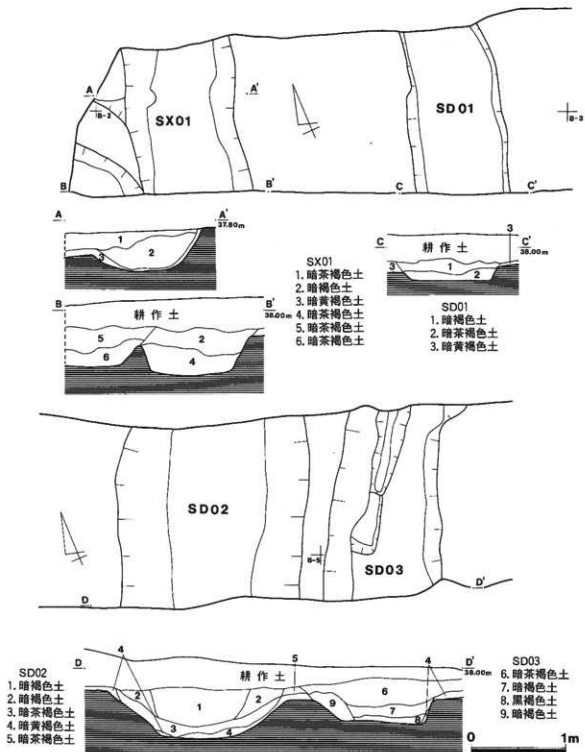 A
B-2
SX01
A'
SD01
B-3
B
B'
C
C'
A
A'
37.80m
1
2
3
B
B'
38.00m
耕作土
5
2
6
4
SX01
1. 暗茶褐色土
2. 暗褐色土
3. 暗黄褐色土
4. 暗茶褐色土
5. 暗茶褐色土
6. 暗褐色土
C
3
C'
38.00m
耕作土
3
1
2
SD01
1. 暗褐色土
2. 暗茶褐色土
3. 暗黄褐色土
SD02
B-5
SD03
D
D'
SD02
1. 暗褐色土
2. 暗褐色土
3. 暗茶褐色土
4. 暗黄褐色土
5. 暗褐色土
D
4
5
4
D'
38.00m
耕作土
2
1
2
3
4
9
6
7
8
SD03
6. 暗茶褐色土
7. 暗褐色土
8. 黒褐色土
9. 暗褐色土
0
1m